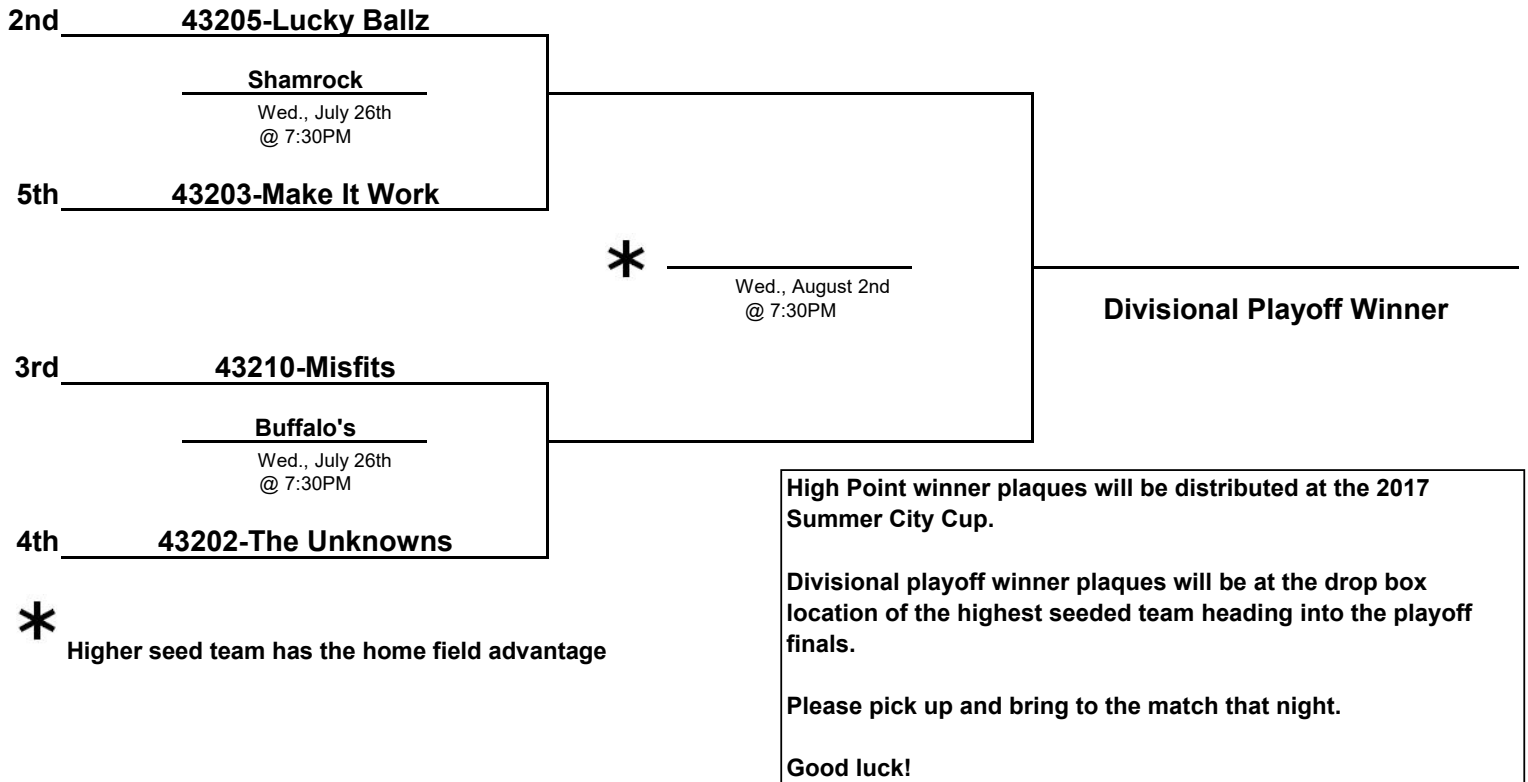 2nd 43205-Lucky Ballz
Shamrock
Wed., July 26th
@ 7:30PM
5th 43203-Make It Work
*
Wed., August 2nd
@ 7:30PM
Divisional Playoff Winner
3rd 43210-Misfits
Buffalo's
Wed., July 26th
@ 7:30PM
4th 43202-The Unknowns
* Higher seed team has the home field advantage
High Point winner plaques will be distributed at the 2017
Summer City Cup.
Divisional playoff winner plaques will be at the drop box
location of the highest seeded team heading into the playoff
finals.
Please pick up and bring to the match that night.
Good luck!